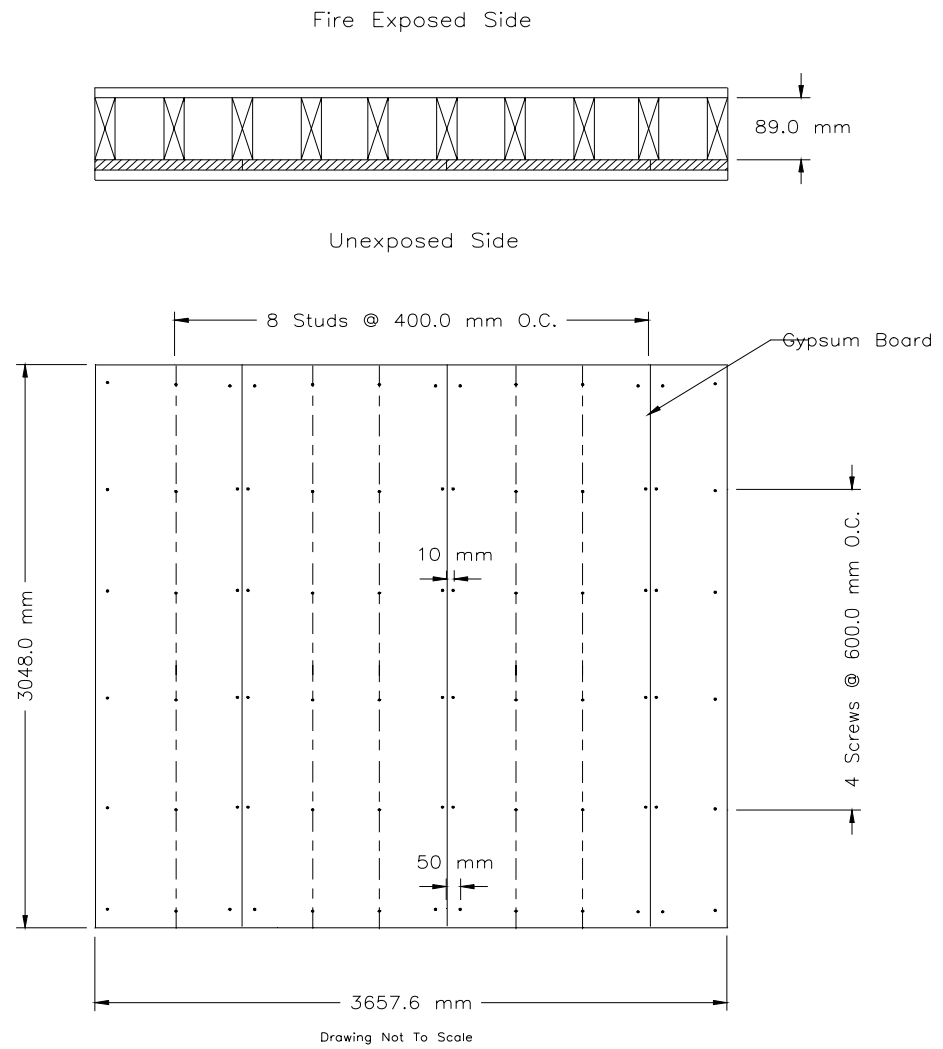 Fire Exposed Side
89.0 mm
Unexposed Side
8 Studs @ 400.0 mm O.C.
Gypsum Board
10 mm
4 Screws @ 600.0 mm O.C.
3048.0 mm
50 mm
3657.6 mm
Drawing Not To Scale